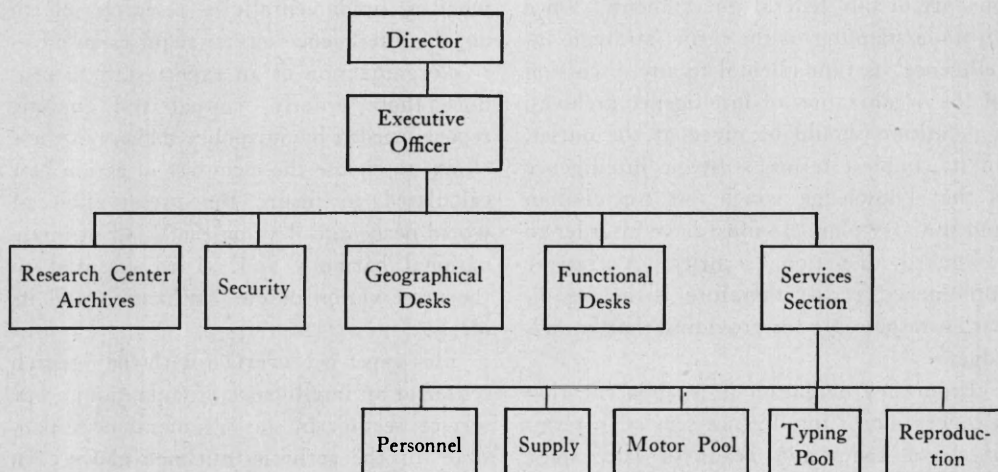 Director
Executive
Officer
Research Center
Archives
Security
Geographical
Desks
Functional
Desks
Services
Section
Personnel
Supply
Motor Pool
Typing
Pool
Reproduc-
tion